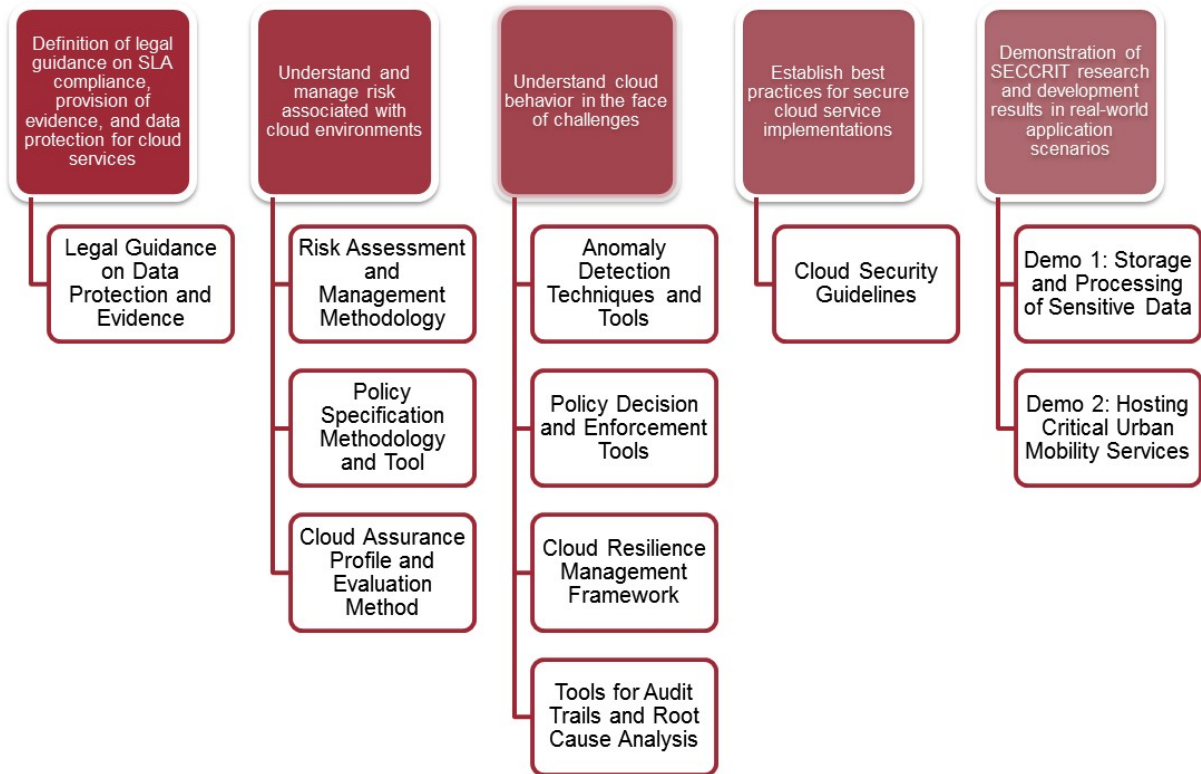 Definition of legal
guidance on SLA
compliance,
provision of
evidence, and data
protection for cloud
services
Legal Guidance
on Data
Protection and
Evidence
Understand and
manage risk
associated with
cloud environments
Risk Assessment
and
Management
Methodology
Policy
Specification
Methodology
and Tool
Cloud Assurance
Profile and
Evaluation
Method
Understand cloud
behavior in the face
of challenges
Anomaly
Detection
Techniques and
Tools
Policy Decision
and Enforcement
Tools
Cloud Resilience
Management
Framework
Tools for Audit
Trails and Root
Cause Analysis
Establish best
practices for secure
cloud service
implementations
Cloud Security
Guidelines
Demonstration of
SECCRIT research
and development
results in real-world
application
scenarios
Demo 1: Storage
and Processing
of Sensitive Data
Demo 2: Hosting
Critical Urban
Mobility Services